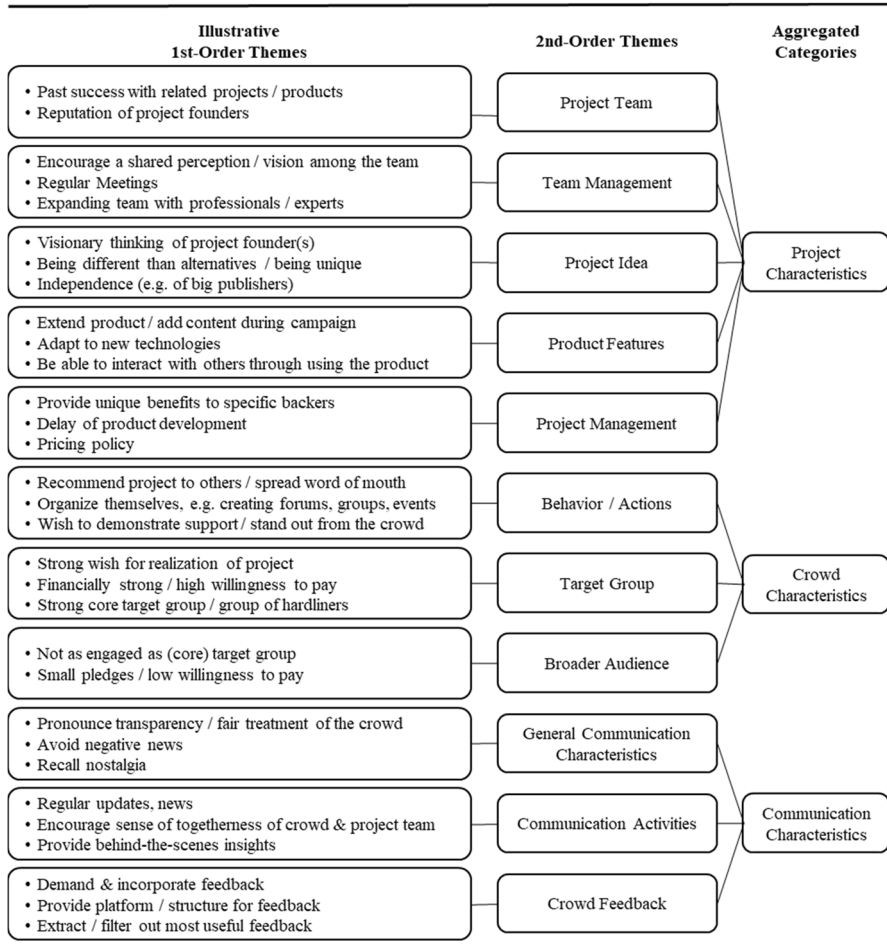 Illustrative
1st-Order Themes
2nd-Order Themes
Aggregated
Categories
• Past success with related projects / products
• Reputation of project founders
Project Team
• Encourage a shared perception / vision among the team
• Regular Meetings
• Expanding team with professionals / experts
Team Management
• Visionary thinking of project founder(s)
• Being different than alternatives / being unique
• Independence (e.g. of big publishers)
Project Idea
Project
Characteristics
• Extend product / add content during campaign
• Adapt to new technologies
• Be able to interact with others through using the product
Product Features
• Provide unique benefits to specific backers
• Delay of product development
• Pricing policy
Project Management
• Recommend project to others / spread word of mouth
• Organize themselves, e.g. creating forums, groups, events
• Wish to demonstrate support / stand out from the crowd
Behavior / Actions
• Strong wish for realization of project
• Financially strong / high willingness to pay
• Strong core target group / group of hardliners
Target Group
Crowd
Characteristics
• Not as engaged as (core) target group
• Small pledges / low willingness to pay
Broader Audience
• Pronounce transparency / fair treatment of the crowd
• Avoid negative news
• Recall nostalgia
General Communication
Characteristics
• Regular updates, news
• Encourage sense of togetherness of crowd & project team
• Provide behind-the-scenes insights
Communication Activities
Communication
Characteristics
• Demand & incorporate feedback
• Provide platform / structure for feedback
• Extract / filter out most useful feedback
Crowd Feedback